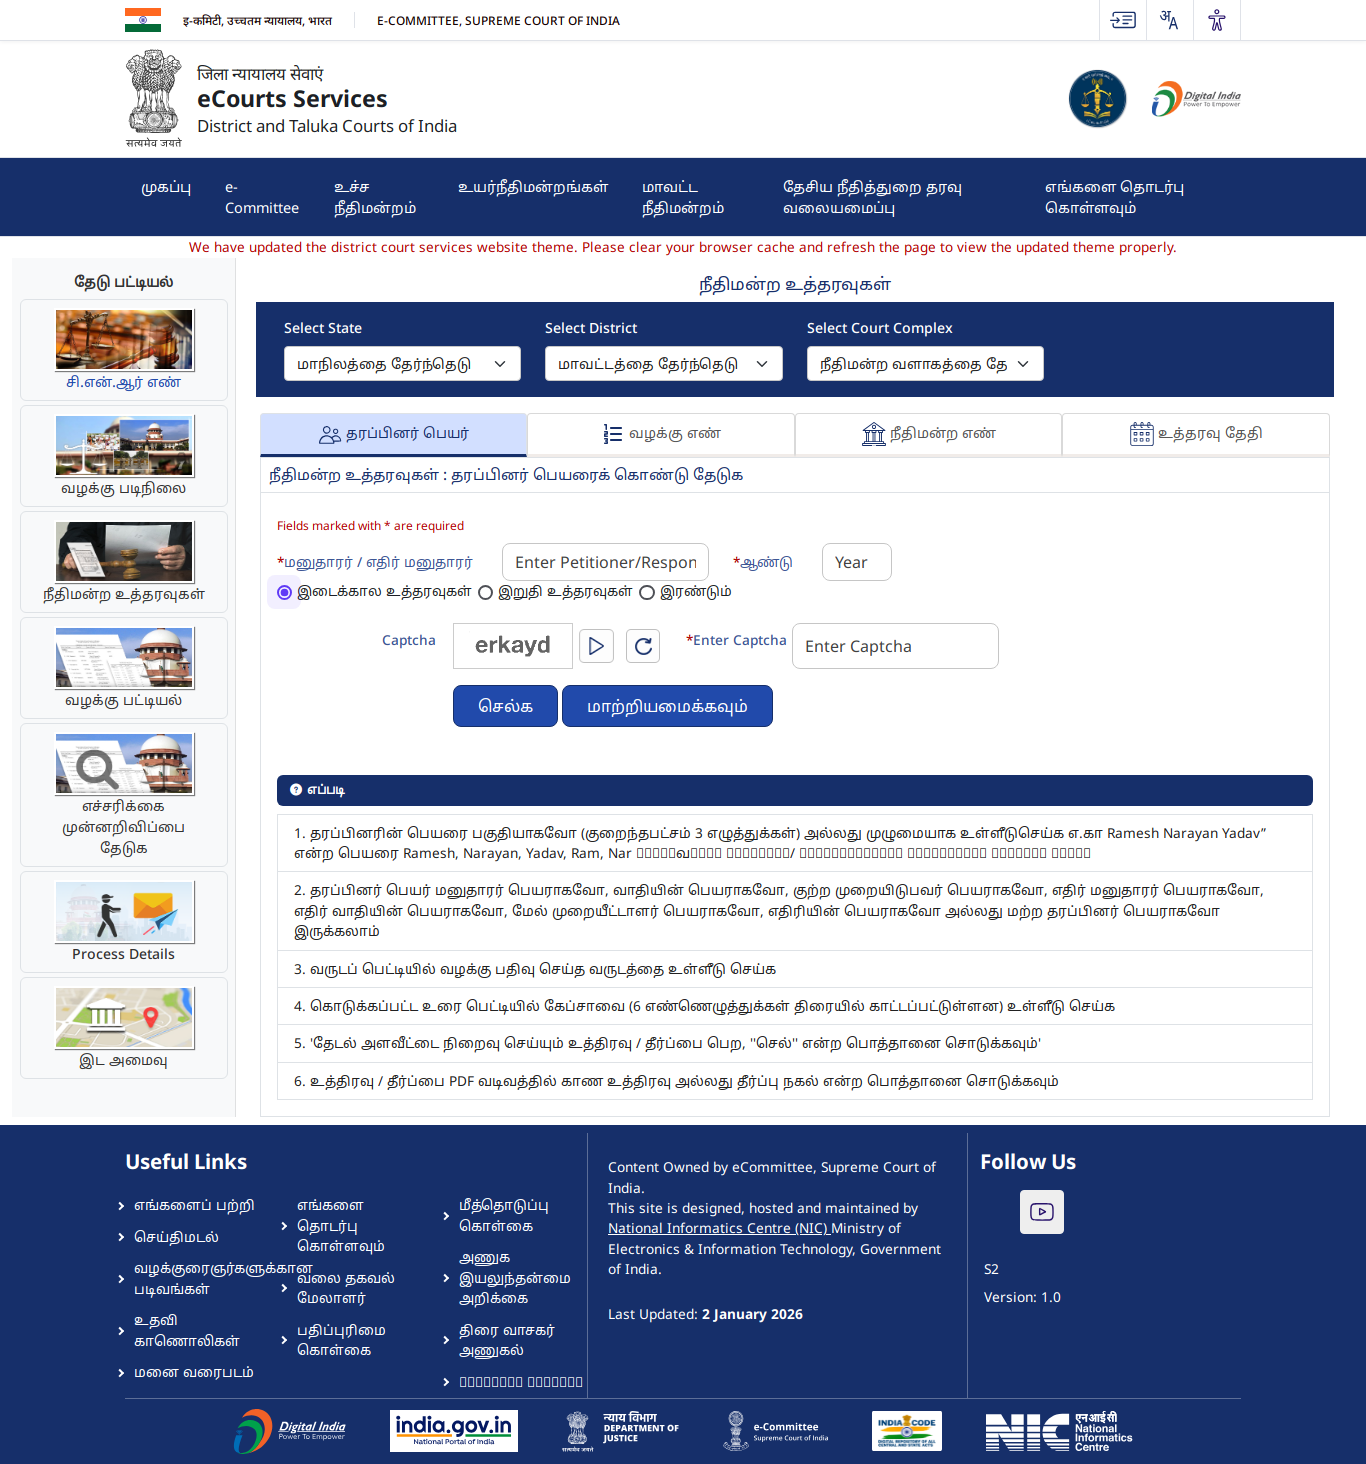 इ-कमिटी, उच्चतम न्यायालय, भारत
E-COMMITTEE, SUPREME COURT OF INDIA
अ A
सत्यमेव जयते
जिला न्यायालय सेवाएं
eCourts Services
District and Taluka Courts of India
Digital India
Power To Empower
முகப்பு
e-
Committee
உச்ச
நீதிமன்றம்
உயர்நீதிமன்றங்கள்
மாவட்ட
நீதிமன்றம்
தேசிய நீதித்துறை தரவு
வலையமைப்பு
எங்களை தொடர்பு
கொள்ளவும்
We have updated the district court services website theme. Please clear your browser cache and refresh the page to view the updated theme properly.
தேடு பட்டியல்
சி.என்.ஆர் எண்
வழக்கு படிநிலை
நீதிமன்ற உத்தரவுகள்
வழக்கு பட்டியல்
எச்சரிக்கை
முன்னறிவிப்பை
தேடுக
Process Details
இட அமைவு
நீதிமன்ற உத்தரவுகள்
Select State
Select District
Select Court Complex
மாநிலத்தை தேர்ந்தெடு
மாவட்டத்தை தேர்ந்தெடு
நீதிமன்ற வளாகத்தை தே
தரப்பினர் பெயர்
வழக்கு எண்
நீதிமன்ற எண்
உத்தரவு தேதி
நீதிமன்ற உத்தரவுகள் : தரப்பினர் பெயரைக் கொண்டு தேடுக
Fields marked with * are required
*மனுதாரர் / எதிர் மனுதாரர்
Enter Petitioner/Respon
*ஆண்டு
Year
இடைக்கால உத்தரவுகள்
இறுதி உத்தரவுகள்
இரண்டும்
Captcha
erkayd
*Enter Captcha
Enter Captcha
செல்க
மாற்றியமைக்கவும்
எப்படி
1. தரப்பினரின் பெயரை பகுதியாகவோ (குறைந்தபட்சம் 3 எழுத்துக்கள்) அல்லது முழுமையாக உள்ளீடுசெய்க எ.கா Ramesh Narayan Yadav”
என்ற பெயரை Ramesh, Narayan, Yadav, Ram, Nar
2. தரப்பினர் பெயர் மனுதாரர் பெயராகவோ, வாதியின் பெயராகவோ, குற்ற முறையிடுபவர் பெயராகவோ, எதிர் மனுதாரர் பெயராகவோ,
எதிர் வாதியின் பெயராகவோ, மேல் முறையீட்டாளர் பெயராகவோ, எதிரியின் பெயராகவோ அல்லது மற்ற தரப்பினர் பெயராகவோ
இருக்கலாம்
3. வருடப் பெட்டியில் வழக்கு பதிவு செய்த வருடத்தை உள்ளீடு செய்க
4. கொடுக்கப்பட்ட உரை பெட்டியில் கேப்சாவை (6 எண்ணெழுத்துக்கள் திரையில் காட்டப்பட்டுள்ளன) உள்ளீடு செய்க
5. 'தேடல் அளவீட்டை நிறைவு செய்யும் உத்திரவு / தீர்ப்பை பெற, "செல்" என்ற பொத்தானை சொடுக்கவும்'
6. உத்திரவு / தீர்ப்பை PDF வடிவத்தில் காண உத்திரவு அல்லது தீர்ப்பு நகல் என்ற பொத்தானை சொடுக்கவும்
Useful Links
எங்களைப் பற்றி
செய்திமடல்
வழக்குரைஞர்களுக்கான
படிவங்கள்
உதவி
காணொலிகள்
மனை வரைபடம்
எங்களை
தொடர்பு
கொள்ளவும்
வலை தகவல்
மேலாளர்
பதிப்புரிமை
கொள்கை
மீத்தொடுப்பு
கொள்கை
அணுக
இயலுந்தன்மை
அறிக்கை
திரை வாசகர்
அணுகல்
Content Owned by eCommittee, Supreme Court of
India.
This site is designed, hosted and maintained by
National Informatics Centre (NIC) Ministry of
Electronics & Information Technology, Government
of India.
Last Updated: 2 January 2026
Follow Us
S2
Version: 1.0
Digital India
Power To Empower
india.gov.in
National Portal of India
सत्यमेव जयते
न्याय विभाग
DEPARTMENT OF
JUSTICE
e-Committee
Supreme Court of India
INDIA CODE
DIGITAL REPOSITORY OF ALL
CENTRAL AND STATE ACTS
NIC
एनआईसी
National
Informatics
Centre